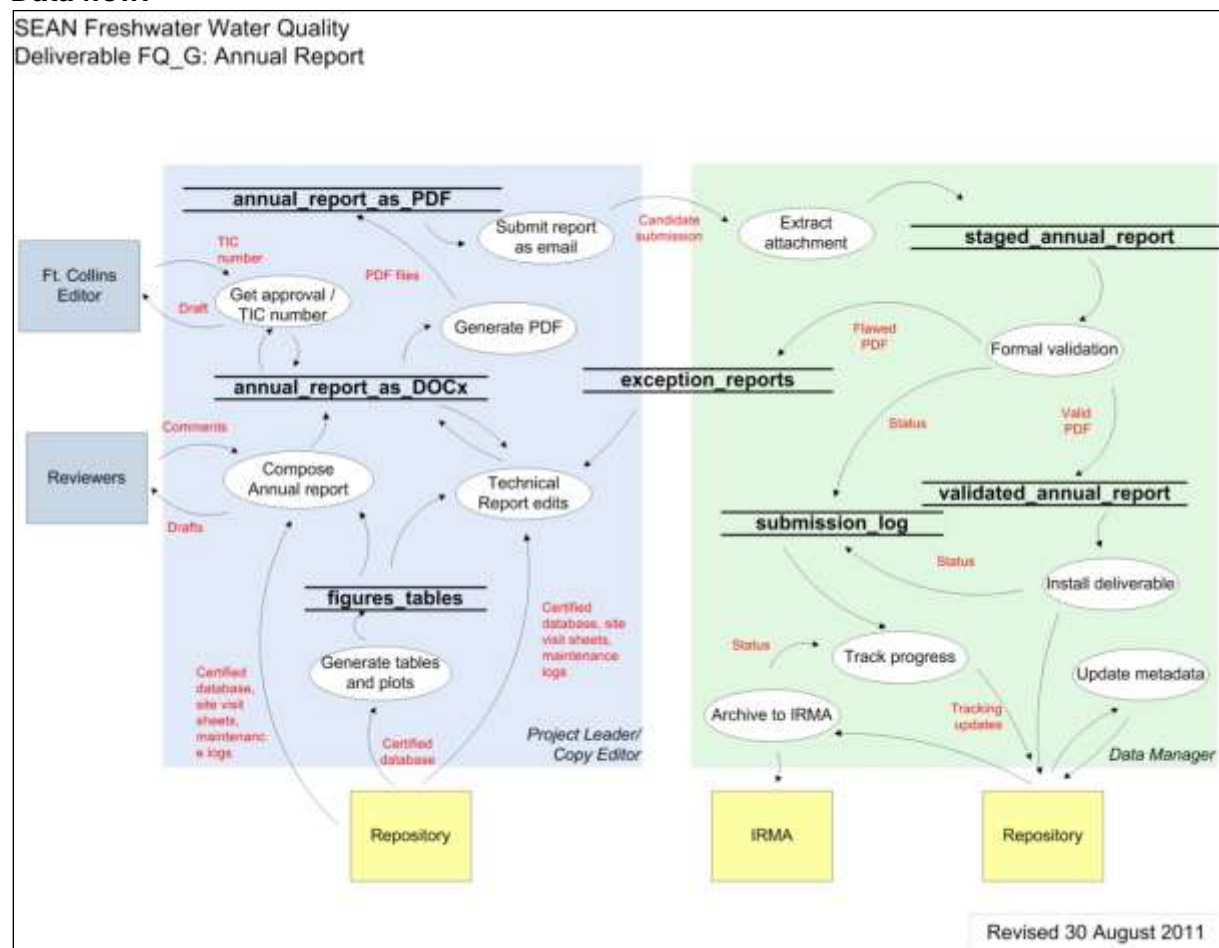 SEAN Freshwater Water Quality
Deliverable FQ_G: Annual Report
annual_report_as_PDF
Submit report
as email
Candidate
submission
Extract
attachment
staged_annual_report
Ft. Collins
Editor
TIC
number
Draft
Get approval /
TIC number
PDF files
Generate PDF
Flawed
PDF
Formal validation
annual_report_as_DOCx
exception_reports
Comments
Reviewers
Drafts
Compose
Annual report
Technical
Report edits
Status
Valid
PDF
validated_annual_report
submission_log
Status
Install deliverable
figures_tables
Generate tables
and plots
Certified
database, site
visit sheets,
maintenance
logs
Certified
database,
site visit
sheets,
maintenanc
e logs
Certified
database
Project Leader/
Copy Editor
Status
Track progress
Update metadata
Archive to IRMA
Tracking
updates
Data Manager
Repository
IRMA
Repository
Revised 30 August 2011